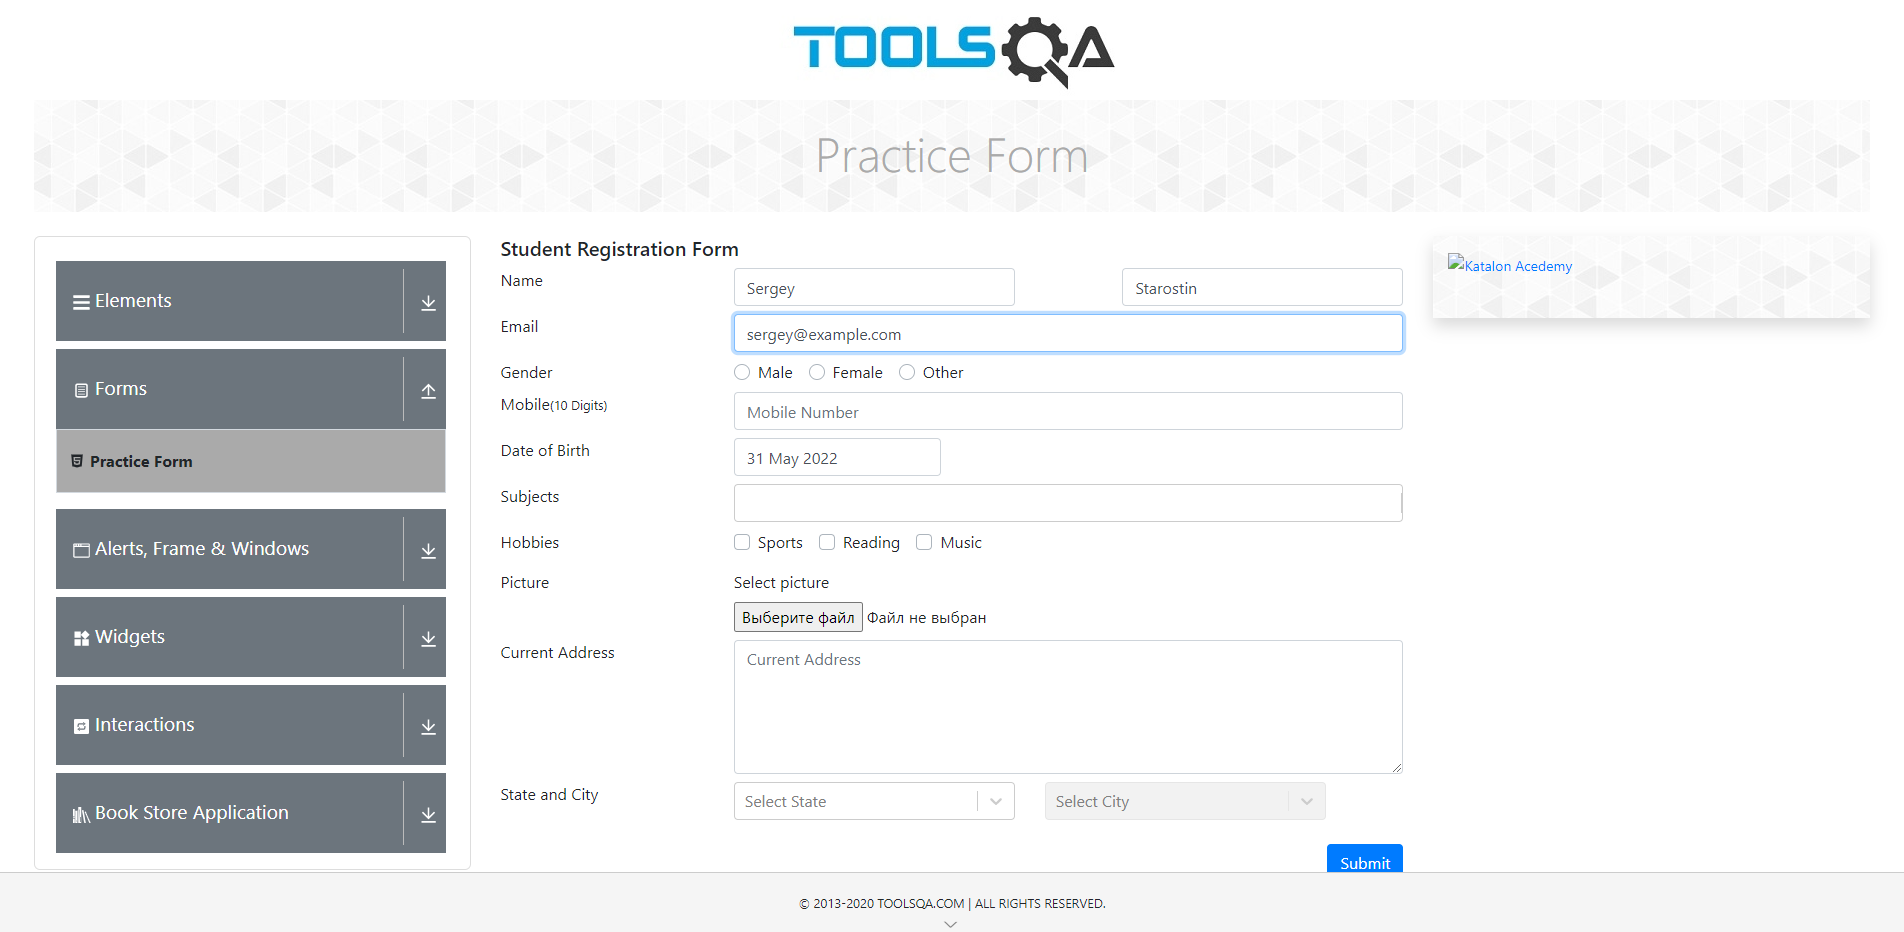 TOOLSQA
Practice Form
Elements
Forms
Practice Form
Alerts, Frame & Windows
Widgets
Interactions
Book Store Application
Student Registration Form
Name Sergey Starostin
Email sergey@example.com
Gender Male Female Other
Mobile(10 Digits) Mobile Number
Date of Birth 31 May 2022
Subjects
Hobbies Sports Reading Music
Picture Select picture
Выберите файл Файл не выбран
Current Address Current Address
State and City Select State Select City
Submit
Katalon Acedemy
© 2013-2020 TOOLSQA.COM | ALL RIGHTS RESERVED.